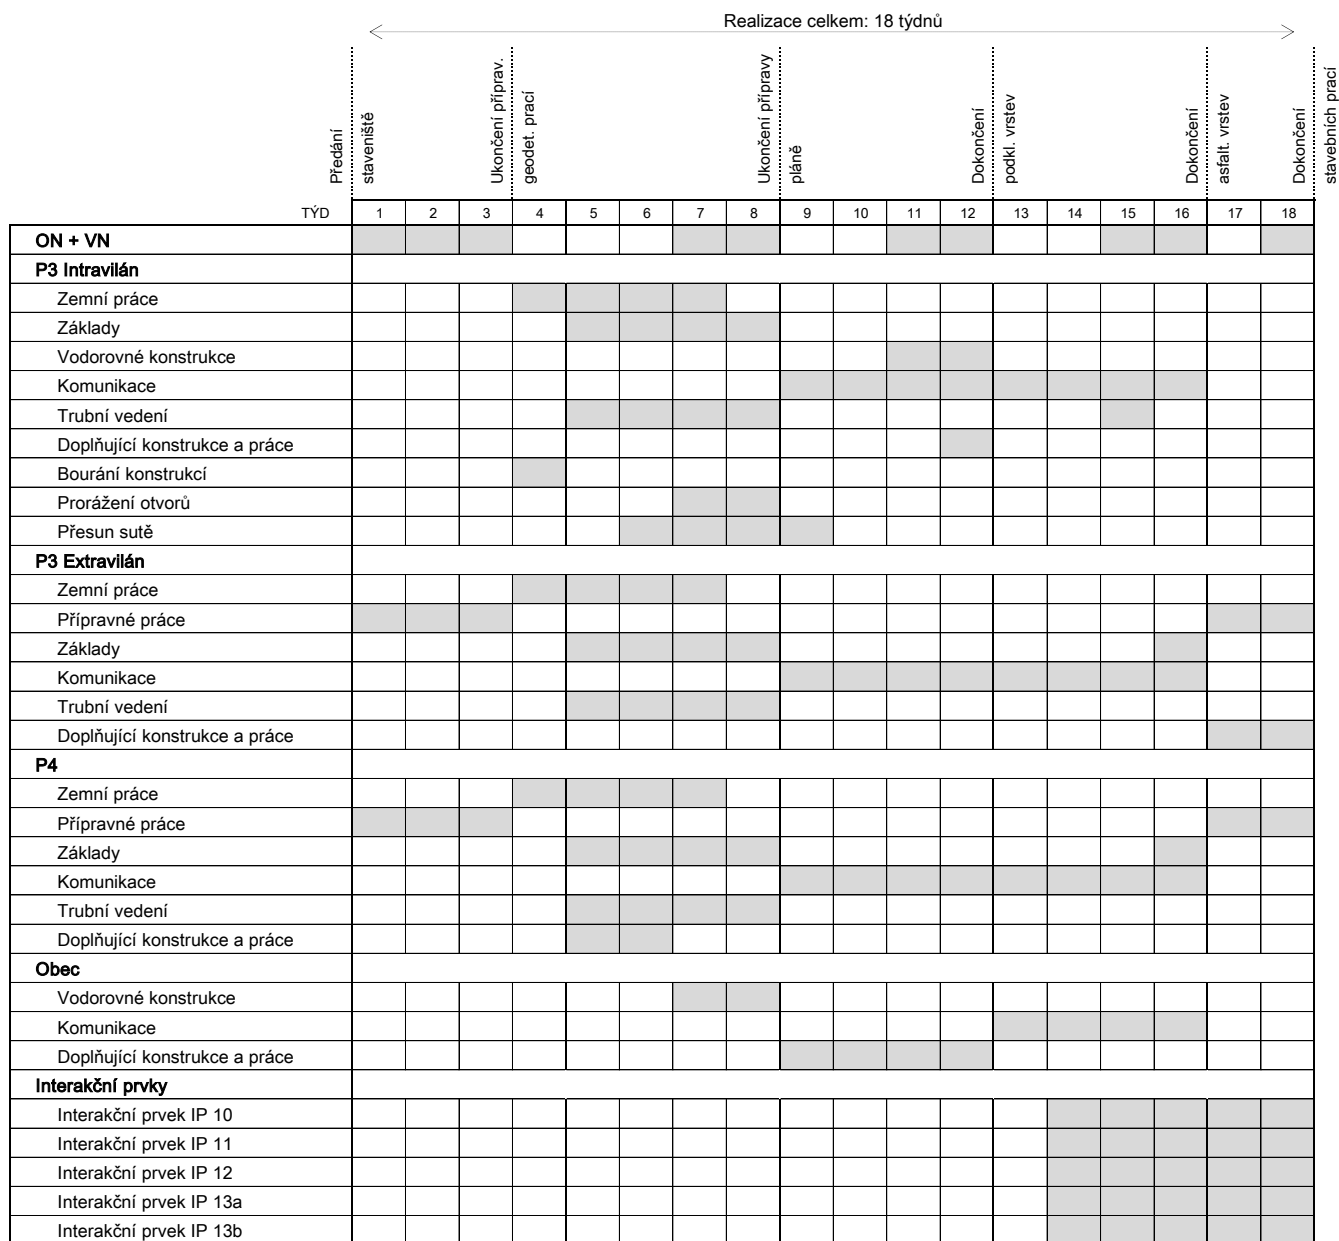 Realizace celkem: 18 týdnů
Předání
staveniště
Ukončení příprav.
geodet. prací
Ukončení přípravy
pláně
Dokončení
podkl. vrstev
Dokončení
asfalt. vrstev
Dokončení
stavebních prací
TÝD 1 2 3 4 5 6 7 8 9 10 11 12 13 14 15 16 17 18
ON + VN
P3 Intravilán
Zemní práce
Základy
Vodorovné konstrukce
Komunikace
Trubní vedení
Doplňující konstrukce a práce
Bourání konstrukcí
Prorážení otvorů
Přesun sutě
P3 Extravilán
Zemní práce
Přípravné práce
Základy
Komunikace
Trubní vedení
Doplňující konstrukce a práce
P4
Zemní práce
Přípravné práce
Základy
Komunikace
Trubní vedení
Doplňující konstrukce a práce
Obec
Vodorovné konstrukce
Komunikace
Doplňující konstrukce a práce
Interakční prvky
Interakční prvek IP 10
Interakční prvek IP 11
Interakční prvek IP 12
Interakční prvek IP 13a
Interakční prvek IP 13b